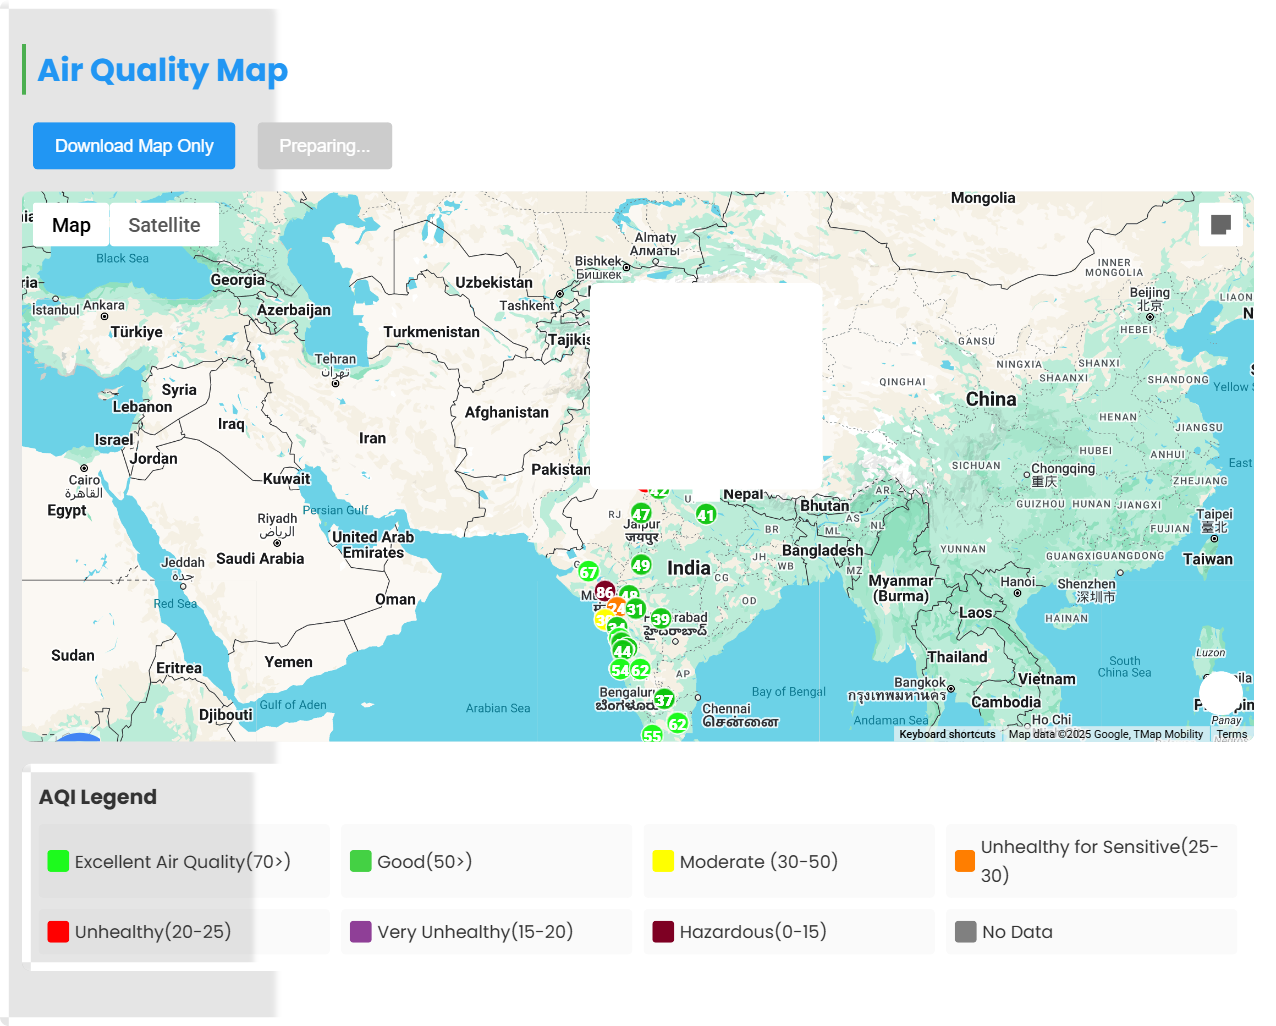 Air Quality Map
Download Map Only
Preparing...
Map
Satellite
Mongolia
Almaty
Алматы
Bishkek
Бишкек
INNER
MONGOLIA
Black Sea
Georgia
Uzbekistan
Beijing
北京
LIAON
İstanbul
Ankara
Azerbaijan
Tashkent
HEBEI
Türkiye
Turkmenistan
Tajikis
GANSU
Tehran
تهران
NINGXIA
SHANXI
SHAANXI
SHANDONG
QINGHAI
Yellow S
Syria
Lebanon
Afghanistan
China
HENAN
Iraq
Iran
JIANGSU
Israel
Jordan
HUBEI
ANHUI
Pakistan
SICHUAN
Chongqing
重庆
East
Cairo
القاهرة
Kuwait
ZHEJIANG
Nepal
AR
Egypt
Persian Gulf
RJ
47
U
41
Bhutan
AS
GUIZHOU
HUNAN
JIANGXI
Taipei
臺北
Riyadh
الرياض
Jaipur
जयपुर
BR
ML
NL
FUJIAN
United Arab
Emirates
Saudi Arabia
Bangladesh
YUNNAN
GUANGXI
GUANGDONG
Taiwan
Jeddah
جدة
67
49
India
JH
WB
CG
MZ
Myanmar
(Burma)
Hanoi
Shenzhen
深圳市
Red Sea
Oman
86
48
24
31
39
OD
Laos
HAINAN
హైదరాబాద్
Sudan
Eritrea
Yemen
44
54
62
AP
Thailand
South
China Sea
Luzon
Vietnam
Bangkok
กรุงเทพมหานคร
Bengaluru
ಬೆಂಗಳೂರು
37
Bay of Bengal
Cambodia
Gulf of Aden
Arabian Sea
Chennai
சென்னை
Djibouti
62
55
Andaman Sea
Ho Chi
Panay
Keyboard shortcuts
Map data ©2025 Google, TMap Mobility
Terms
AQI Legend
Excellent Air Quality(70>)
Good(50>)
Moderate (30-50)
Unhealthy for Sensitive(25-
30)
Unhealthy(20-25)
Very Unhealthy(15-20)
Hazardous(0-15)
No Data